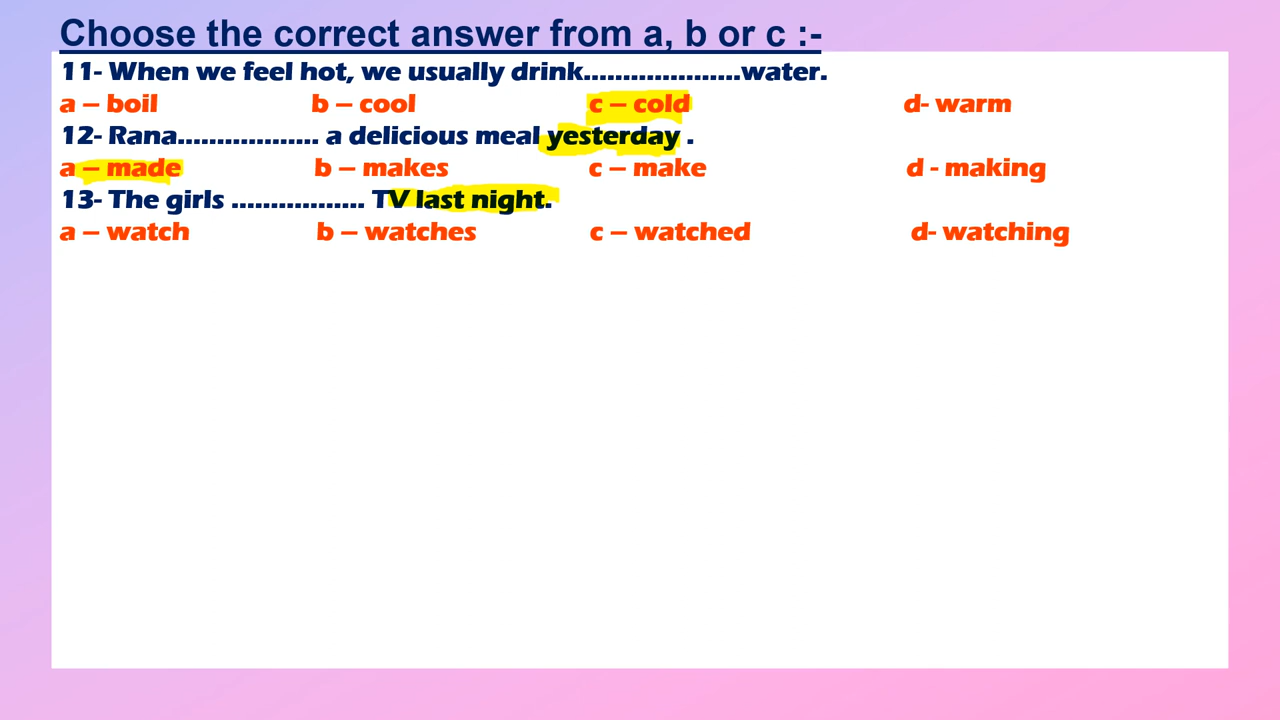 Choose the correct answer from a, b or c :-
11- When we feel hot, we usually drink....................water.
a – boil b – cool c – cold d- warm
12- Rana.................. a delicious meal yesterday .
a – made b – makes c – make d - making
13- The girls ................. TV last night.
a – watch b – watches c – watched d- watching